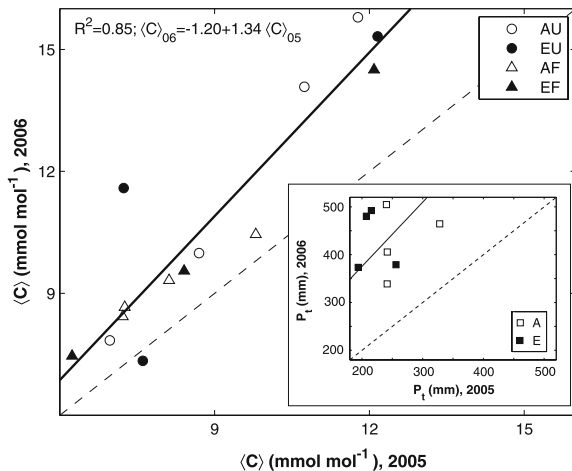 R²=0.85; ⟨C⟩₀₆=-1.20+1.34 ⟨C⟩₀₅
AU
EU
AF
EF
15
12
9
⟨C⟩ (mmol mol⁻¹), 2006
9
12
15
⟨C⟩ (mmol mol⁻¹), 2005
500
400
300
200
Pₜ (mm), 2006
A
E
200
300
400
500
Pₜ (mm), 2005